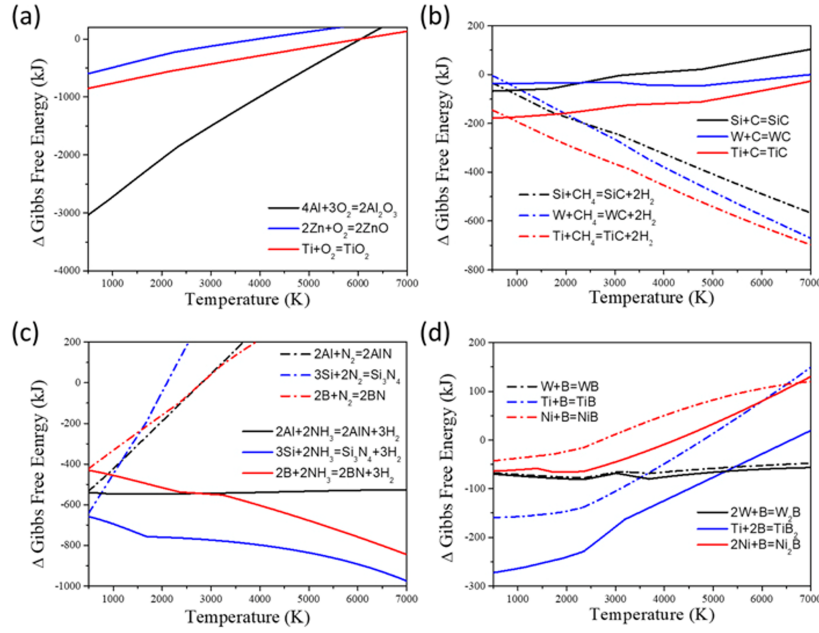 (a)
Δ Gibbs Free Energy (kJ)
0
-1000
-2000
-3000
-4000
4Al+3O₂=2Al₂O₃
2Zn+O₂=2ZnO
Ti+O₂=TiO₂
1000 2000 3000 4000 5000 6000 7000
Temperature (K)
(b)
Δ Gibbs Free Energy (kJ)
200
0
-200
-400
-600
-800
Si+C=SiC
W+C=WC
Ti+C=TiC
Si+CH₄=SiC+2H₂
W+CH₄=WC+2H₂
Ti+CH₄=TiC+2H₂
1000 2000 3000 4000 5000 6000 7000
Temperature (K)
(c)
Δ Gibbs Free Eenrgy (kJ)
200
0
-200
-400
-600
-800
-1000
2Al+N₂=2AlN
3Si+2N₂=Si₃N₄
2B+N₂=2BN
2Al+2NH₃=2AlN+3H₂
3Si+2NH₃=Si₃N₄+3H₂
2B+2NH₃=2BN+3H₂
1000 2000 3000 4000 5000 6000 7000
Temperature (K)
(d)
Δ Gibbs Free Energy (kJ)
200
100
0
-100
-200
-300
W+B=WB
Ti+B=TiB
Ni+B=NiB
2W+B=W₂B
Ti+2B=TiB₂
2Ni+B=Ni₂B
1000 2000 3000 4000 5000 6000 7000
Temperature (K)